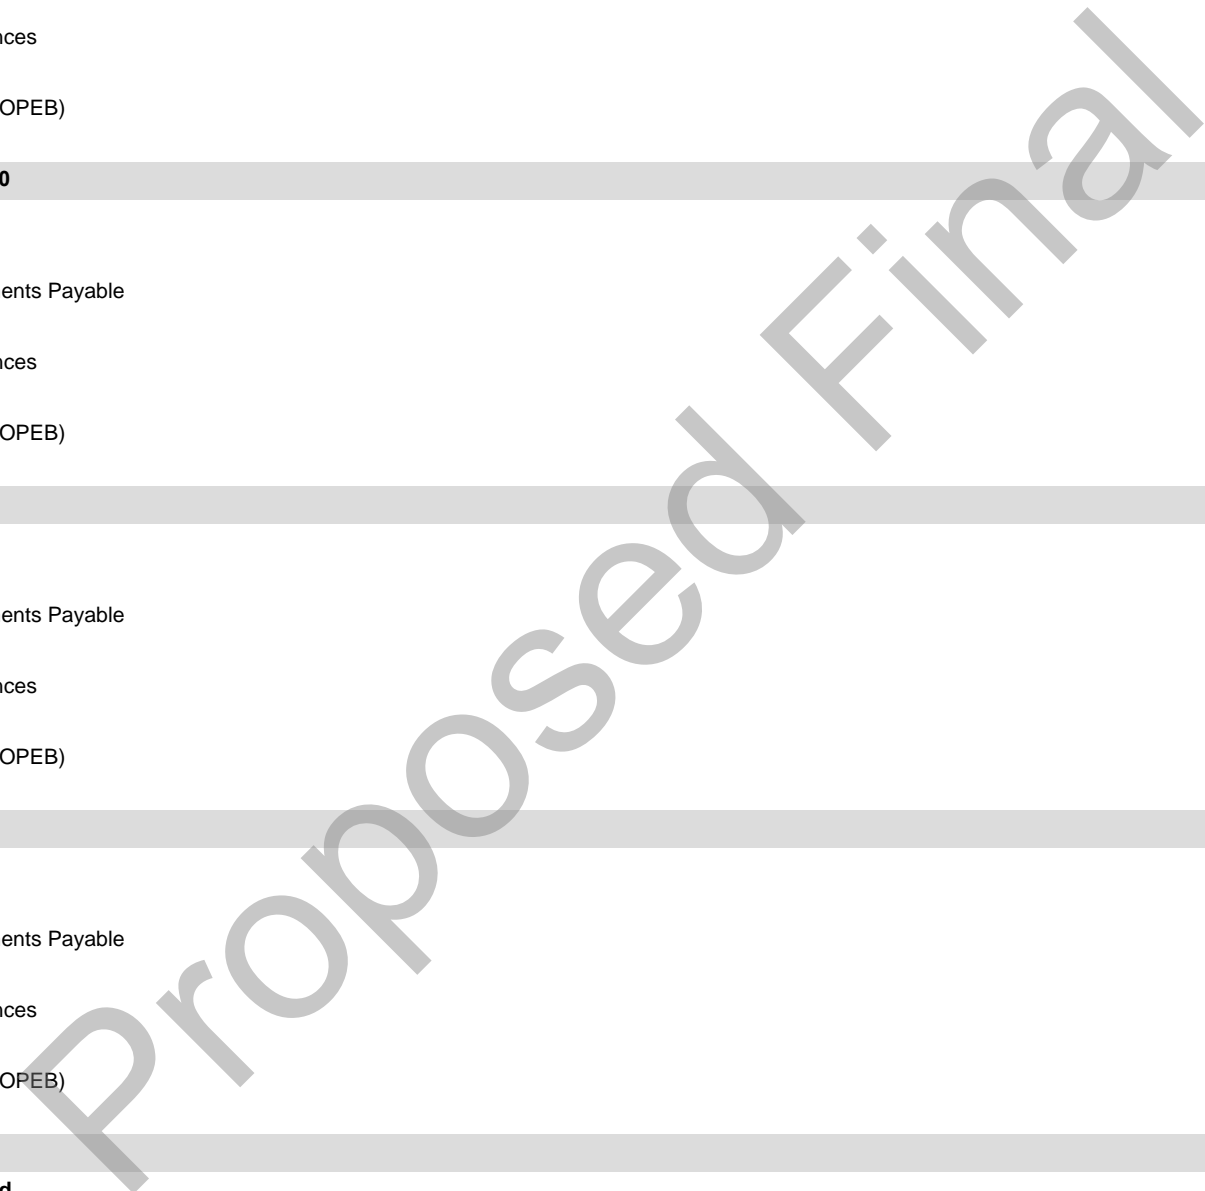 nces
OPEB)
0
ents Payable
nces
OPEB)
ents Payable
nces
OPEB)
ents Payable
nces
OPEB)
d
Proposed Final